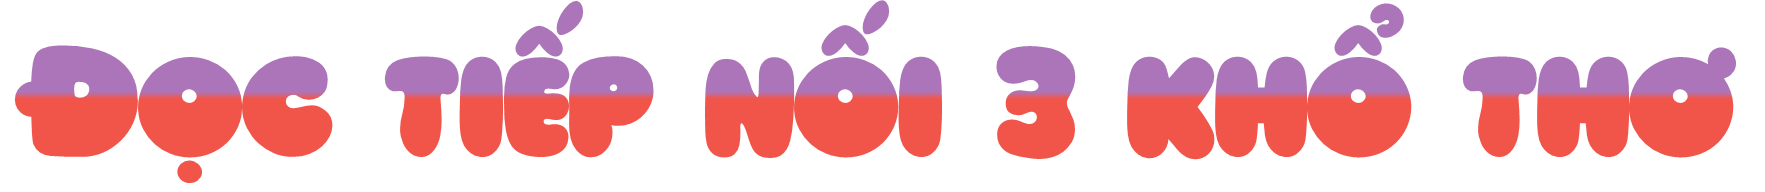 ĐỌC TIẾP NỐI 3 KHỔ THƠ